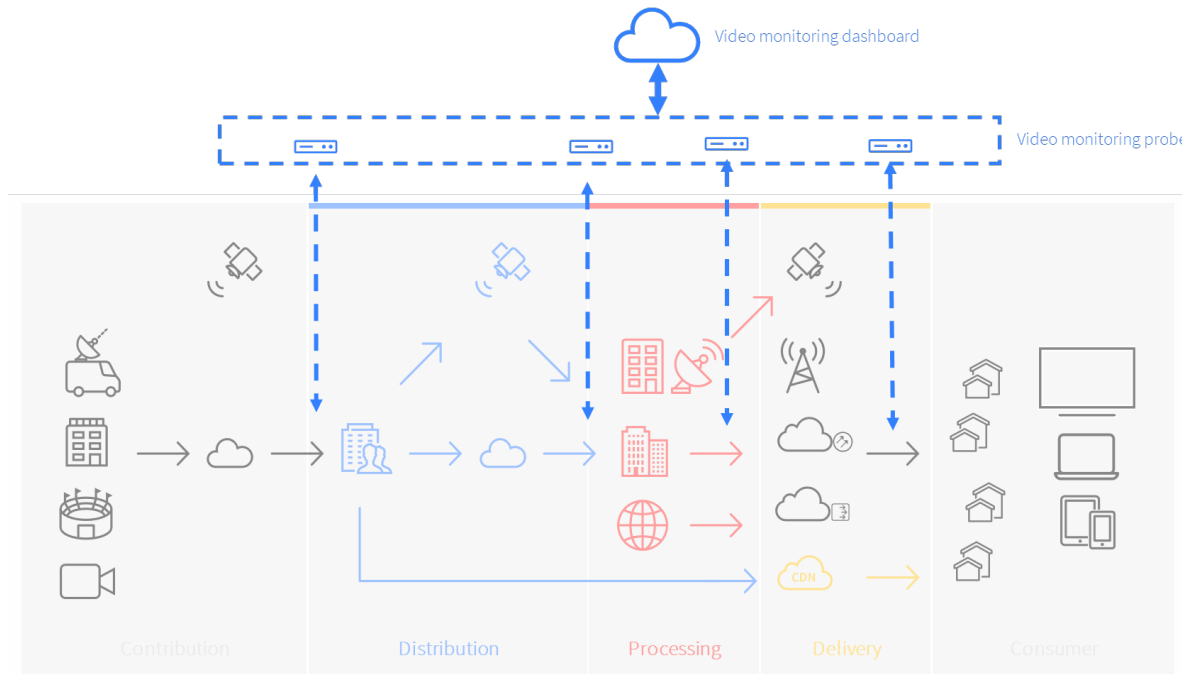 Video monitoring dashboard
Video monitoring probe
CDN
Contribution
Distribution
Processing
Delivery
Consumer